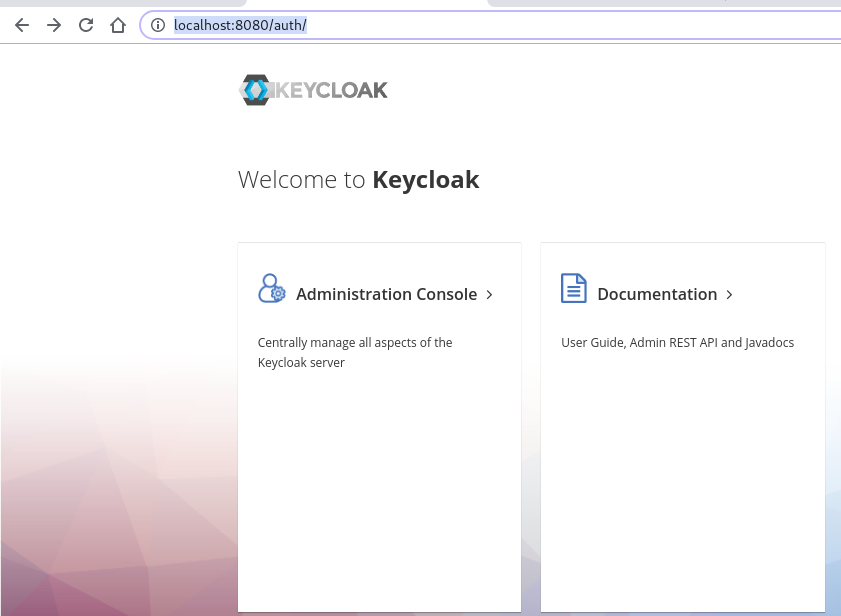 localhost:8080/auth/
KEYCLOAK
Welcome to Keycloak
Administration Console
Centrally manage all aspects of the
Keycloak server
Documentation
User Guide, Admin REST API and Javadocs